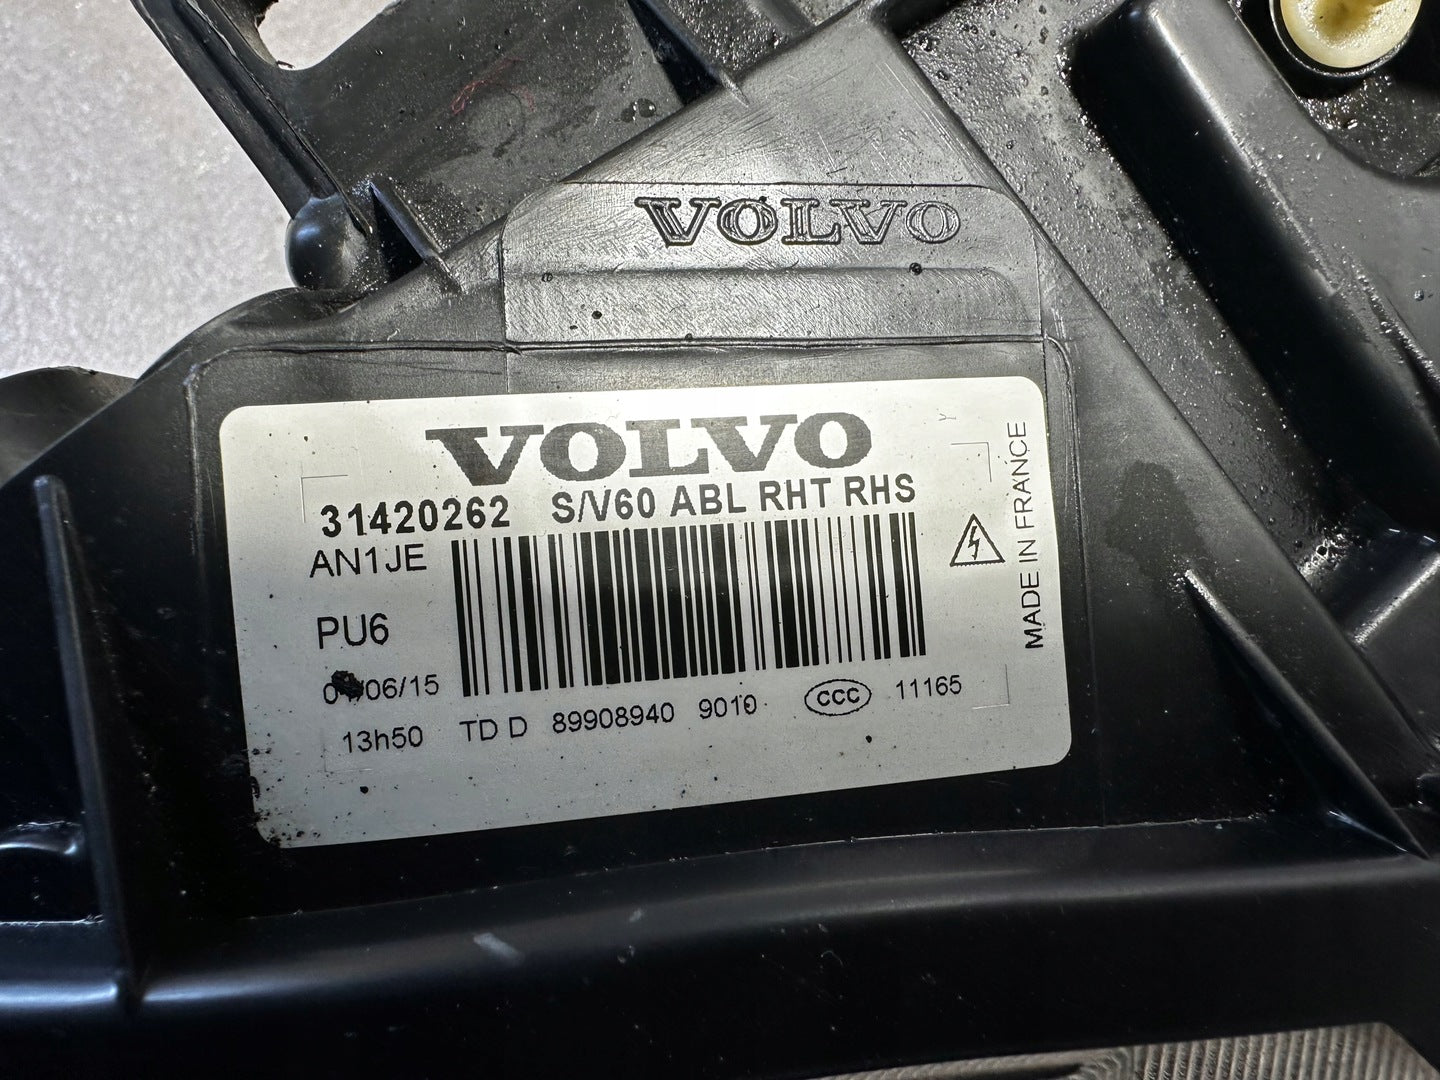 VOLVO
VOLVO
31420262 S/V60 ABL RHT RHS
AN1JE
PU6
/06/15
13h50 TD D 89908940 9010 CCC 11165
MADE IN FRANCE